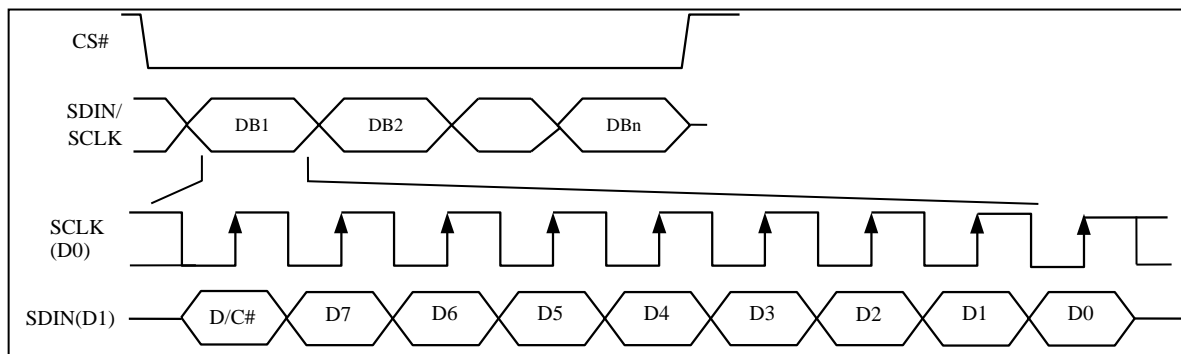 CS#
SDIN/
SCLK
DB1 DB2 DBn
SCLK
(D0)
SDIN(D1)
D/C# D7 D6 D5 D4 D3 D2 D1 D0